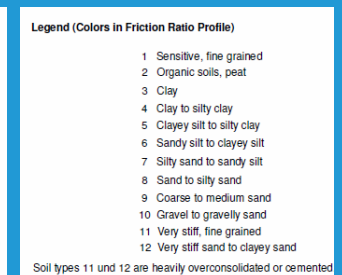 Legend (Colors in Friction Ratio Profile)
1 Sensitive, fine grained
2 Organic soils, peat
3 Clay
4 Clay to silty clay
5 Clayey silt to silty clay
6 Sandy silt to clayey silt
7 Silty sand to sandy silt
8 Sand to silty sand
9 Coarse to medium sand
10 Gravel to gravelly sand
11 Very stiff, fine grained
12 Very stiff sand to clayey sand
Soil types 11 und 12 are heavily overconsolidated or cemented